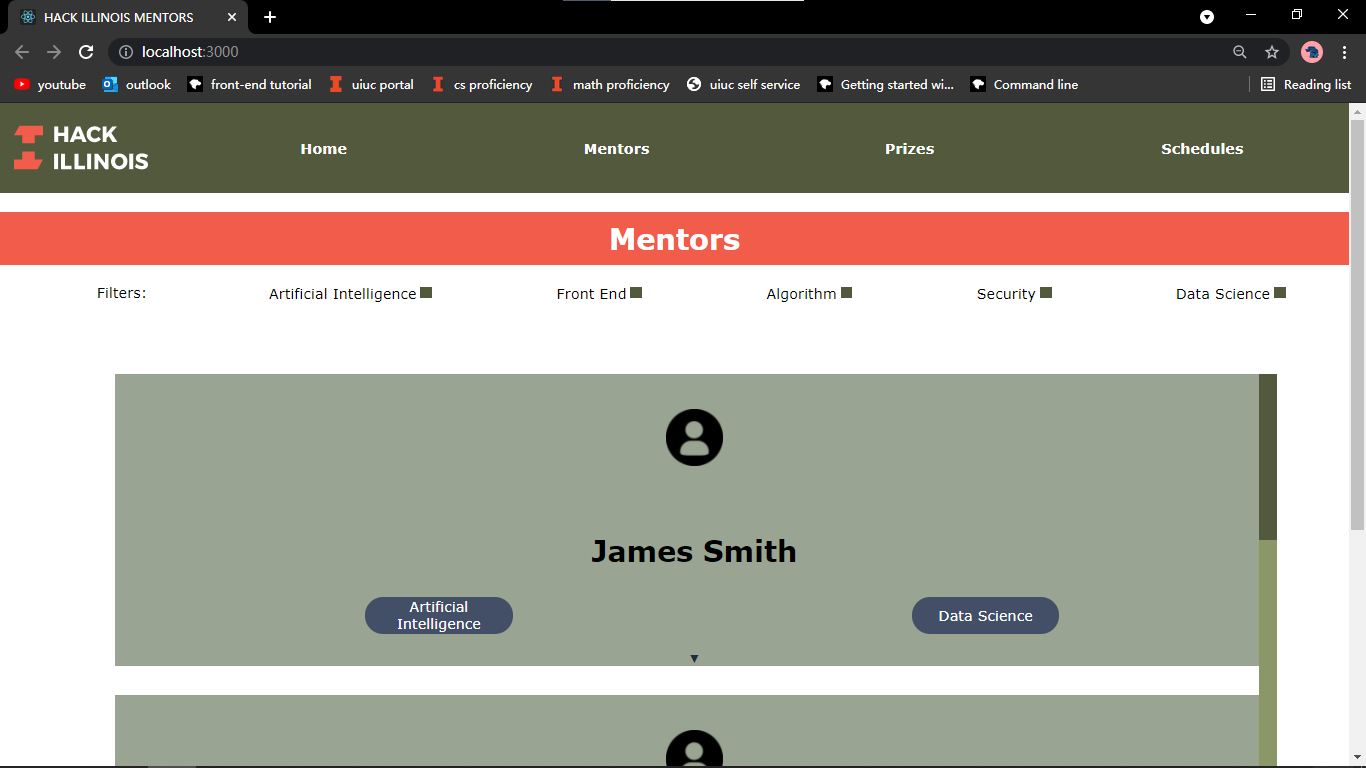 HACK ILLINOIS MENTORS
localhost:3000
youtube outlook front-end tutorial uiuc portal cs proficiency math proficiency uiuc self service Getting started wi... Command line Reading list
HACK
ILLINOIS
Home Mentors Prizes Schedules
Mentors
Filters: Artificial Intelligence Front End Algorithm Security Data Science
James Smith
Artificial
Intelligence
Data Science